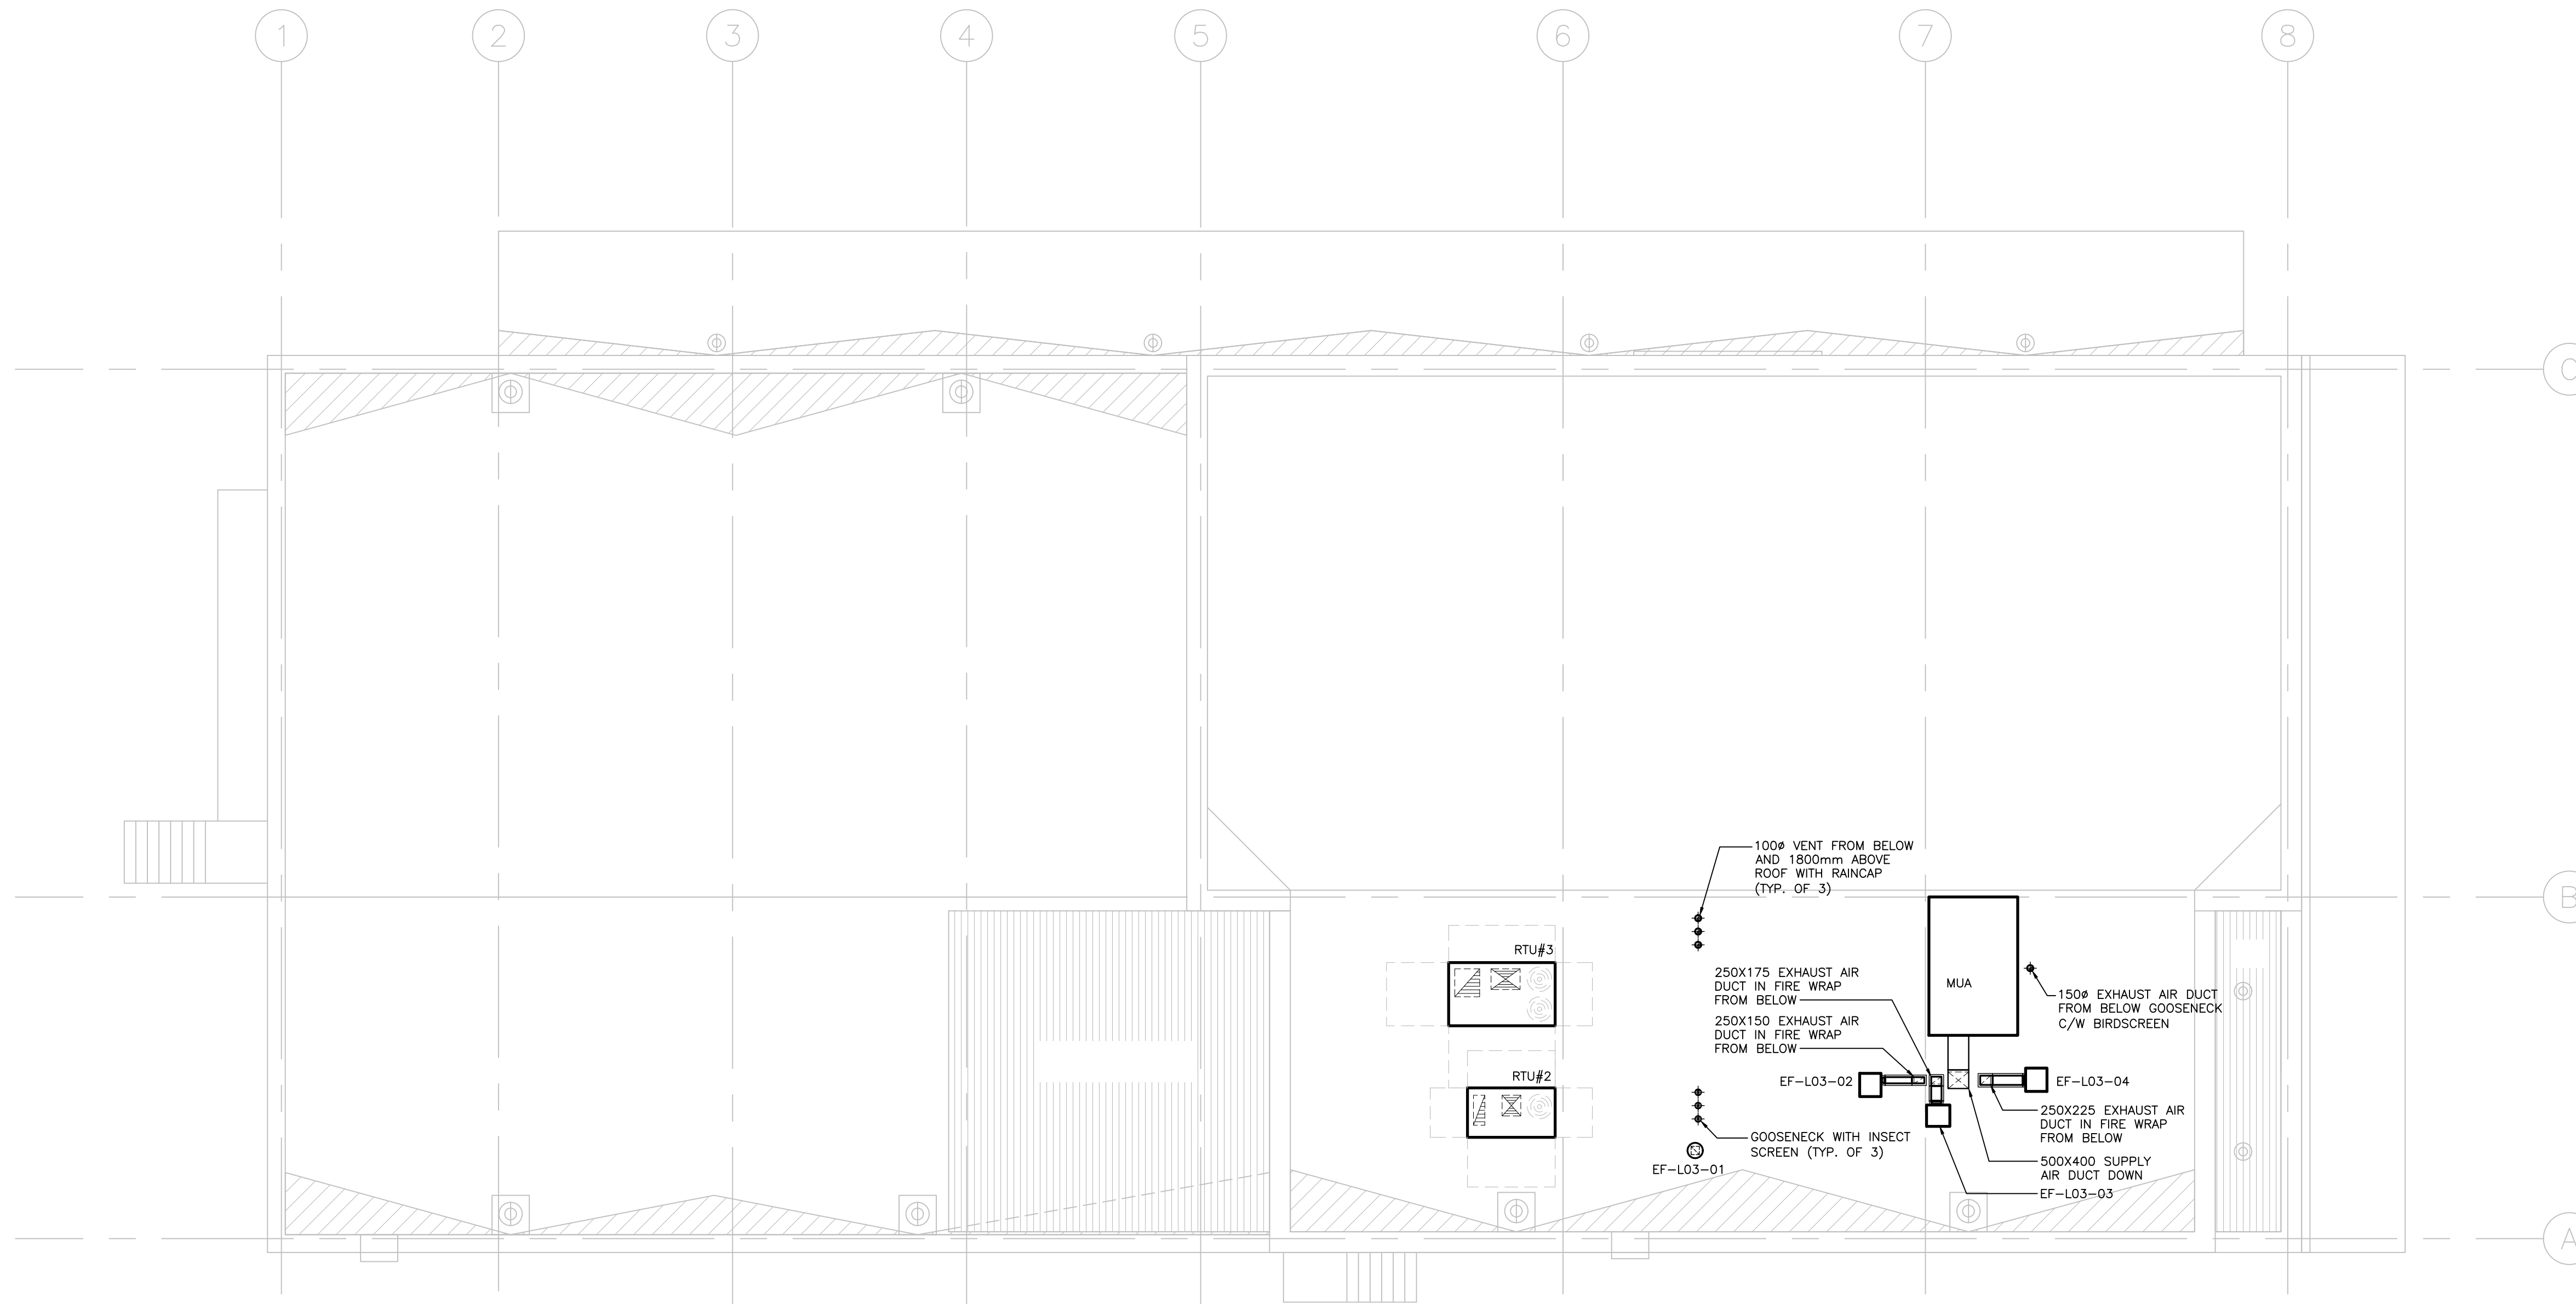 1
2
3
4
5
6
7
8
B
A
100ø VENT FROM BELOW
AND 1800mm ABOVE
ROOF WITH RAINCAP
(TYP. OF 3)
RTU#3
250X175 EXHAUST AIR
DUCT IN FIRE WRAP
FROM BELOW
MUA
150ø EXHAUST AIR DUCT
FROM BELOW GOOSENECK
C/W BIRDSCREEN
250X150 EXHAUST AIR
DUCT IN FIRE WRAP
FROM BELOW
RTU#2
EF-L03-02
EF-L03-04
250X225 EXHAUST AIR
DUCT IN FIRE WRAP
FROM BELOW
GOOSENECK WITH INSECT
SCREEN (TYP. OF 3)
EF-L03-01
500X400 SUPPLY
AIR DUCT DOWN
EF-L03-03